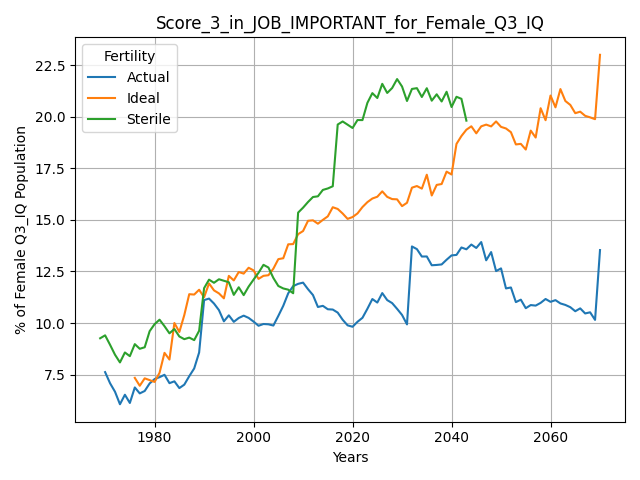 Score_3_in_JOB_IMPORTANT_for_Female_Q3_IQ
Fertility
Actual
Ideal
Sterile
% of Female Q3_IQ Population
22.5
20.0
17.5
15.0
12.5
10.0
7.5
1980
2000
2020
2040
2060
Years